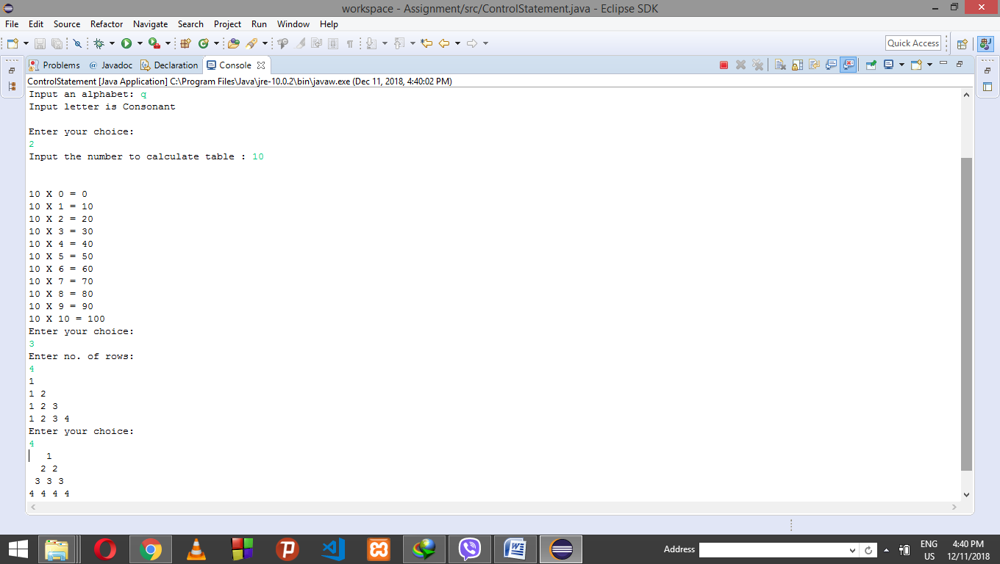 workspace - Assignment/src/ControlStatement.java - Eclipse SDK
File Edit Source Refactor Navigate Search Project Run Window Help
Quick Access
Problems @ Javadoc Declaration Console
ControlStatement [Java Application] C:\Program Files\Java\jre-10.0.2\bin\javaw.exe (Dec 11, 2018, 4:40:02 PM)
Input an alphabet: q
Input letter is Consonant
Enter your choice:
2
Input the number to calculate table : 10
10 X 0 = 0
10 X 1 = 10
10 X 2 = 20
10 X 3 = 30
10 X 4 = 40
10 X 5 = 50
10 X 6 = 60
10 X 7 = 70
10 X 8 = 80
10 X 9 = 90
10 X 10 = 100
Enter your choice:
3
Enter no. of rows:
4
1
1 2
1 2 3
1 2 3 4
Enter your choice:
4
1
2 2
3 3 3
4 4 4 4
Address
ENG 4:40 PM
US 12/11/2018